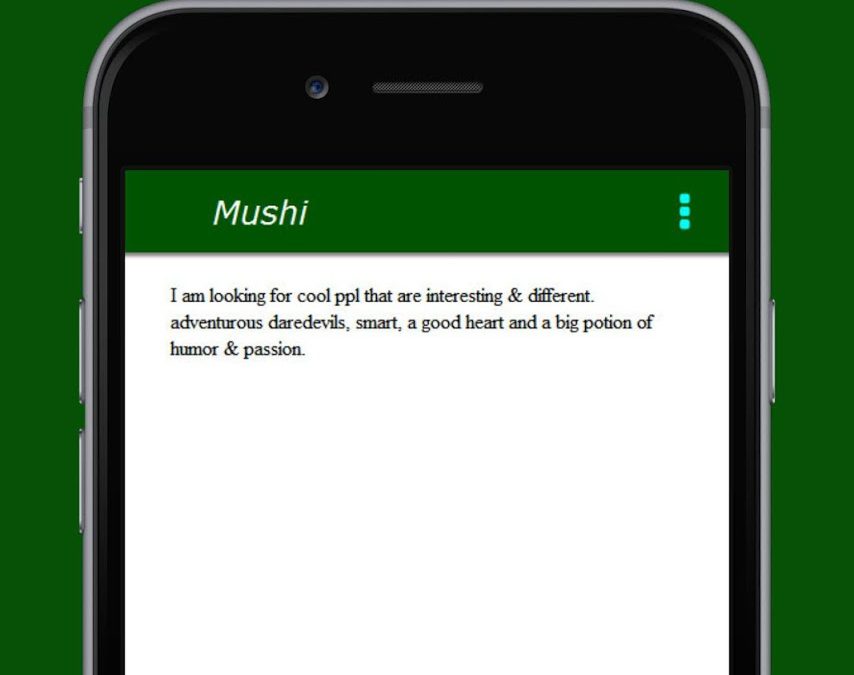 Mushi
I am looking for cool ppl that are interesting & different.
adventurous daredevils, smart, a good heart and a big potion of
humor & passion.